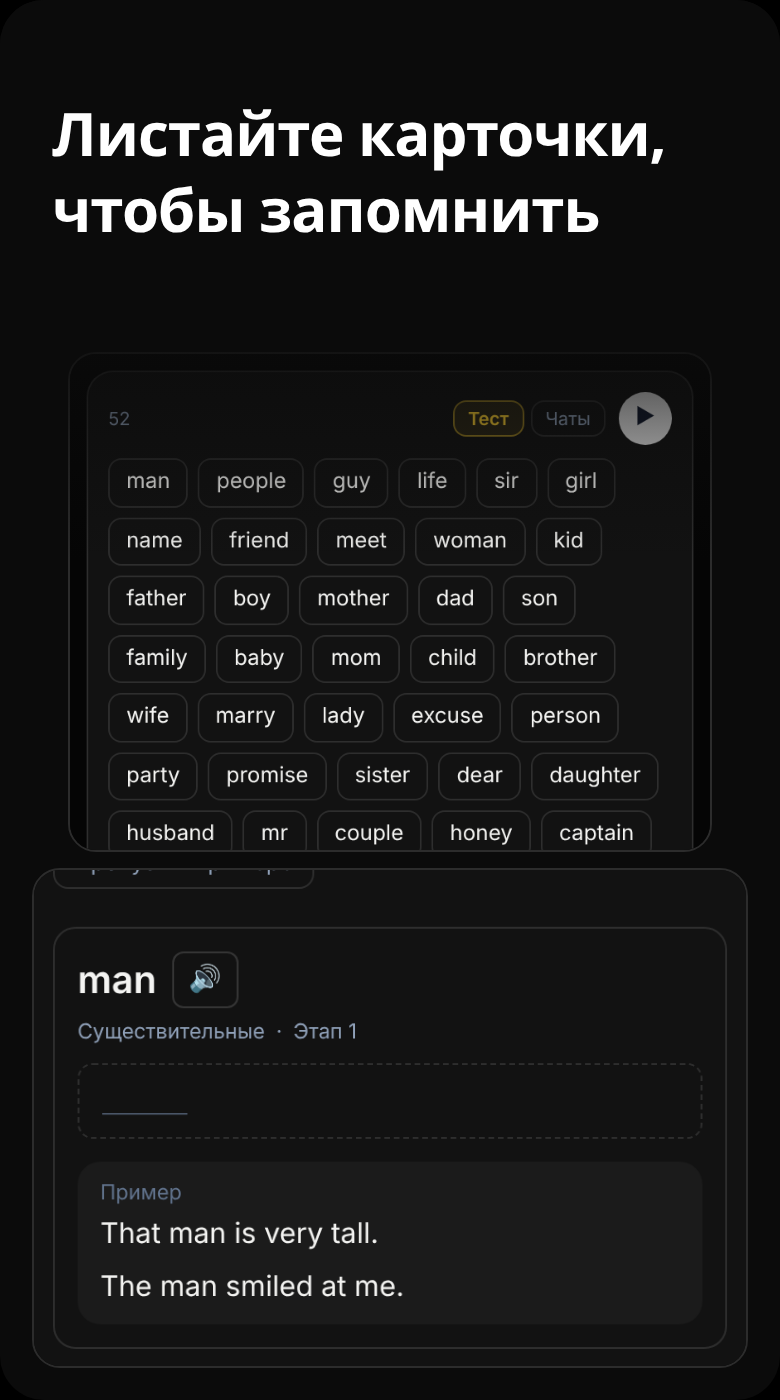 Листайте карточки,
чтобы запомнить
52 Тест Чаты
man people guy life sir girl
name friend meet woman kid
father boy mother dad son
family baby mom child brother
wife marry lady excuse person
party promise sister dear daughter
husband mr couple honey captain
man
Существительные · Этап 1
Пример
That man is very tall.
The man smiled at me.